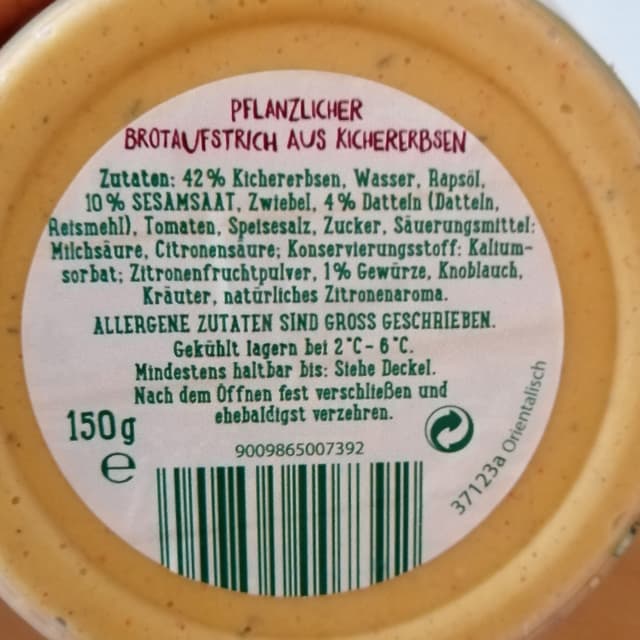 PFLANZLICHER
BROTAUFSTRICH AUS KICHERERBSEN
Zutaten: 42% Kichererbsen, Wasser, Rapsöl,
10% SESAMSAAT, Zwiebel, 4% Datteln (Datteln,
Reismehl), Tomaten, Speisesalz, Zucker, Säuerungsmittel:
Milchsäure, Citronensäure; Konservierungsstoff: Kalium-
sorbat; Zitronenfruchtpulver, 1% Gewürze, Knoblauch,
Kräuter, natürliches Zitronenaroma.
ALLERGENE ZUTATEN SIND GROSS GESCHRIEBEN.
Gekühlt lagern bei 2°C-6°C.
Mindestens haltbar bis: Siehe Deckel.
Nach dem Öffnen fest verschließen und
ehebaldigst verzehren.
150g
e
9009865007392
37123a Orientalisch